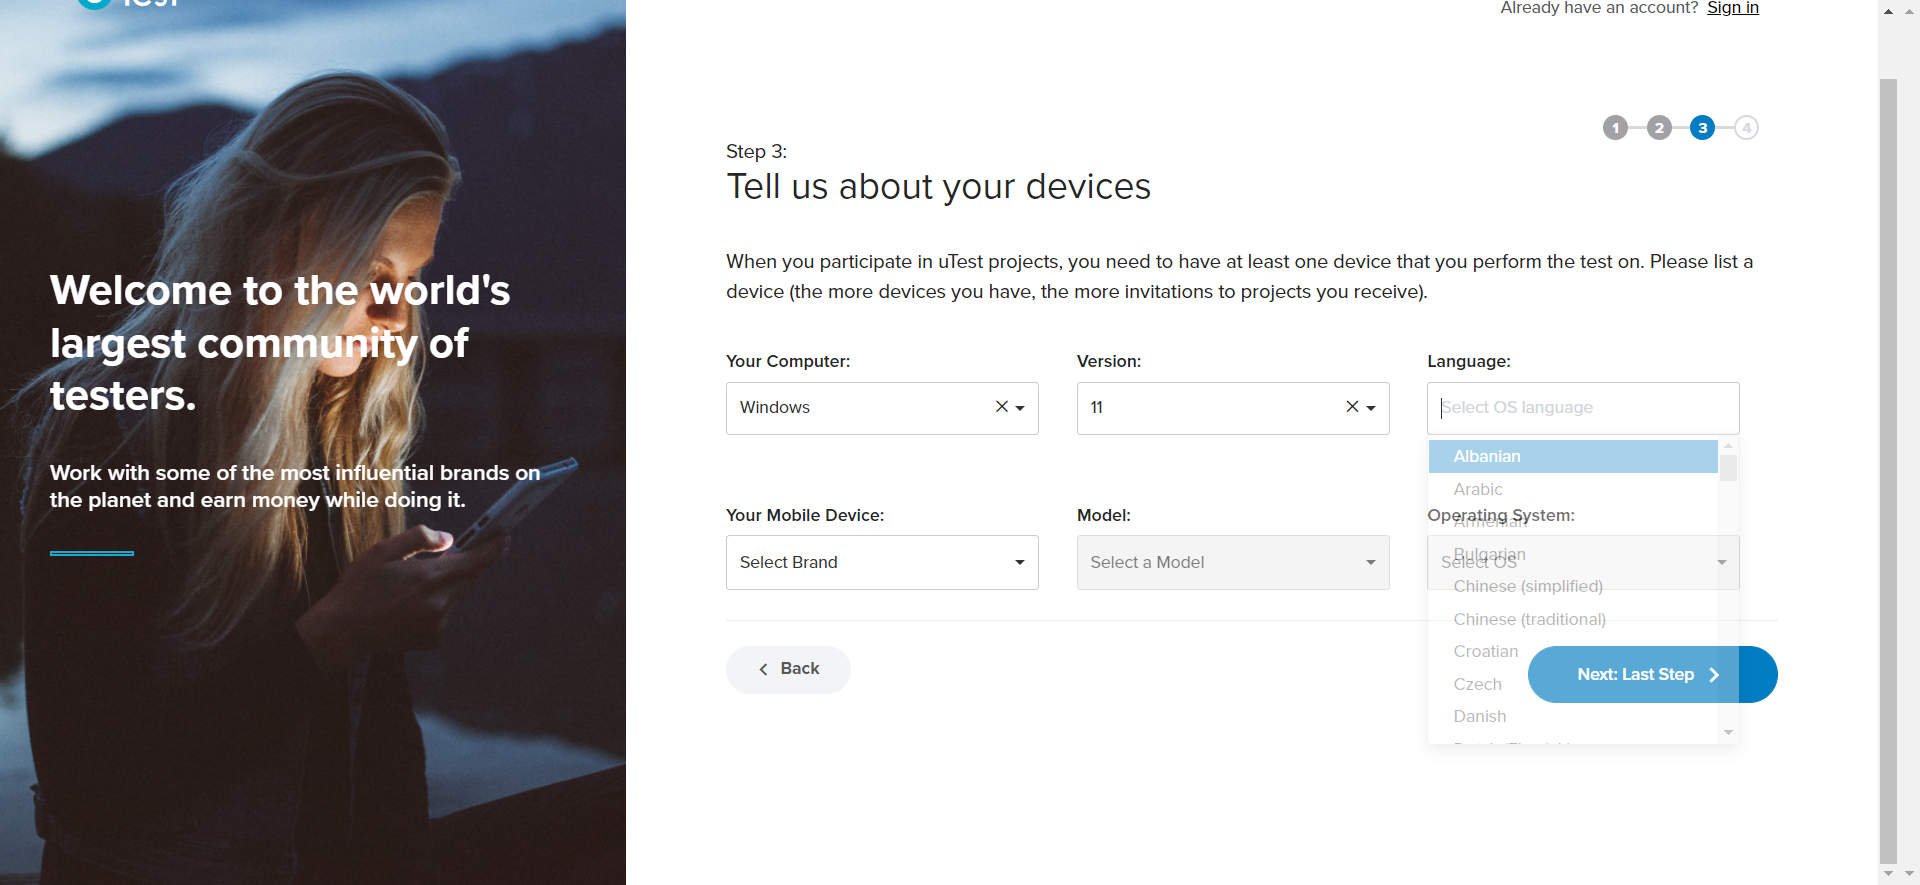 Already have an account? Sign in
1 2 3 4
Step 3:
Tell us about your devices
Welcome to the world's
largest community of
testers.
Work with some of the most influential brands on
the planet and earn money while doing it.
When you participate in uTest projects, you need to have at least one device that you perform the test on. Please list a
device (the more devices you have, the more invitations to projects you receive).
Your Computer: Version: Language:
Windows 11 Select OS language
Albanian
Arabic
Armenian
Bulgarian
Chinese (simplified)
Chinese (traditional)
Croatian
Czech
Danish
Your Mobile Device: Model: Operating System:
Select Brand Select a Model Select OS
Back Next: Last Step